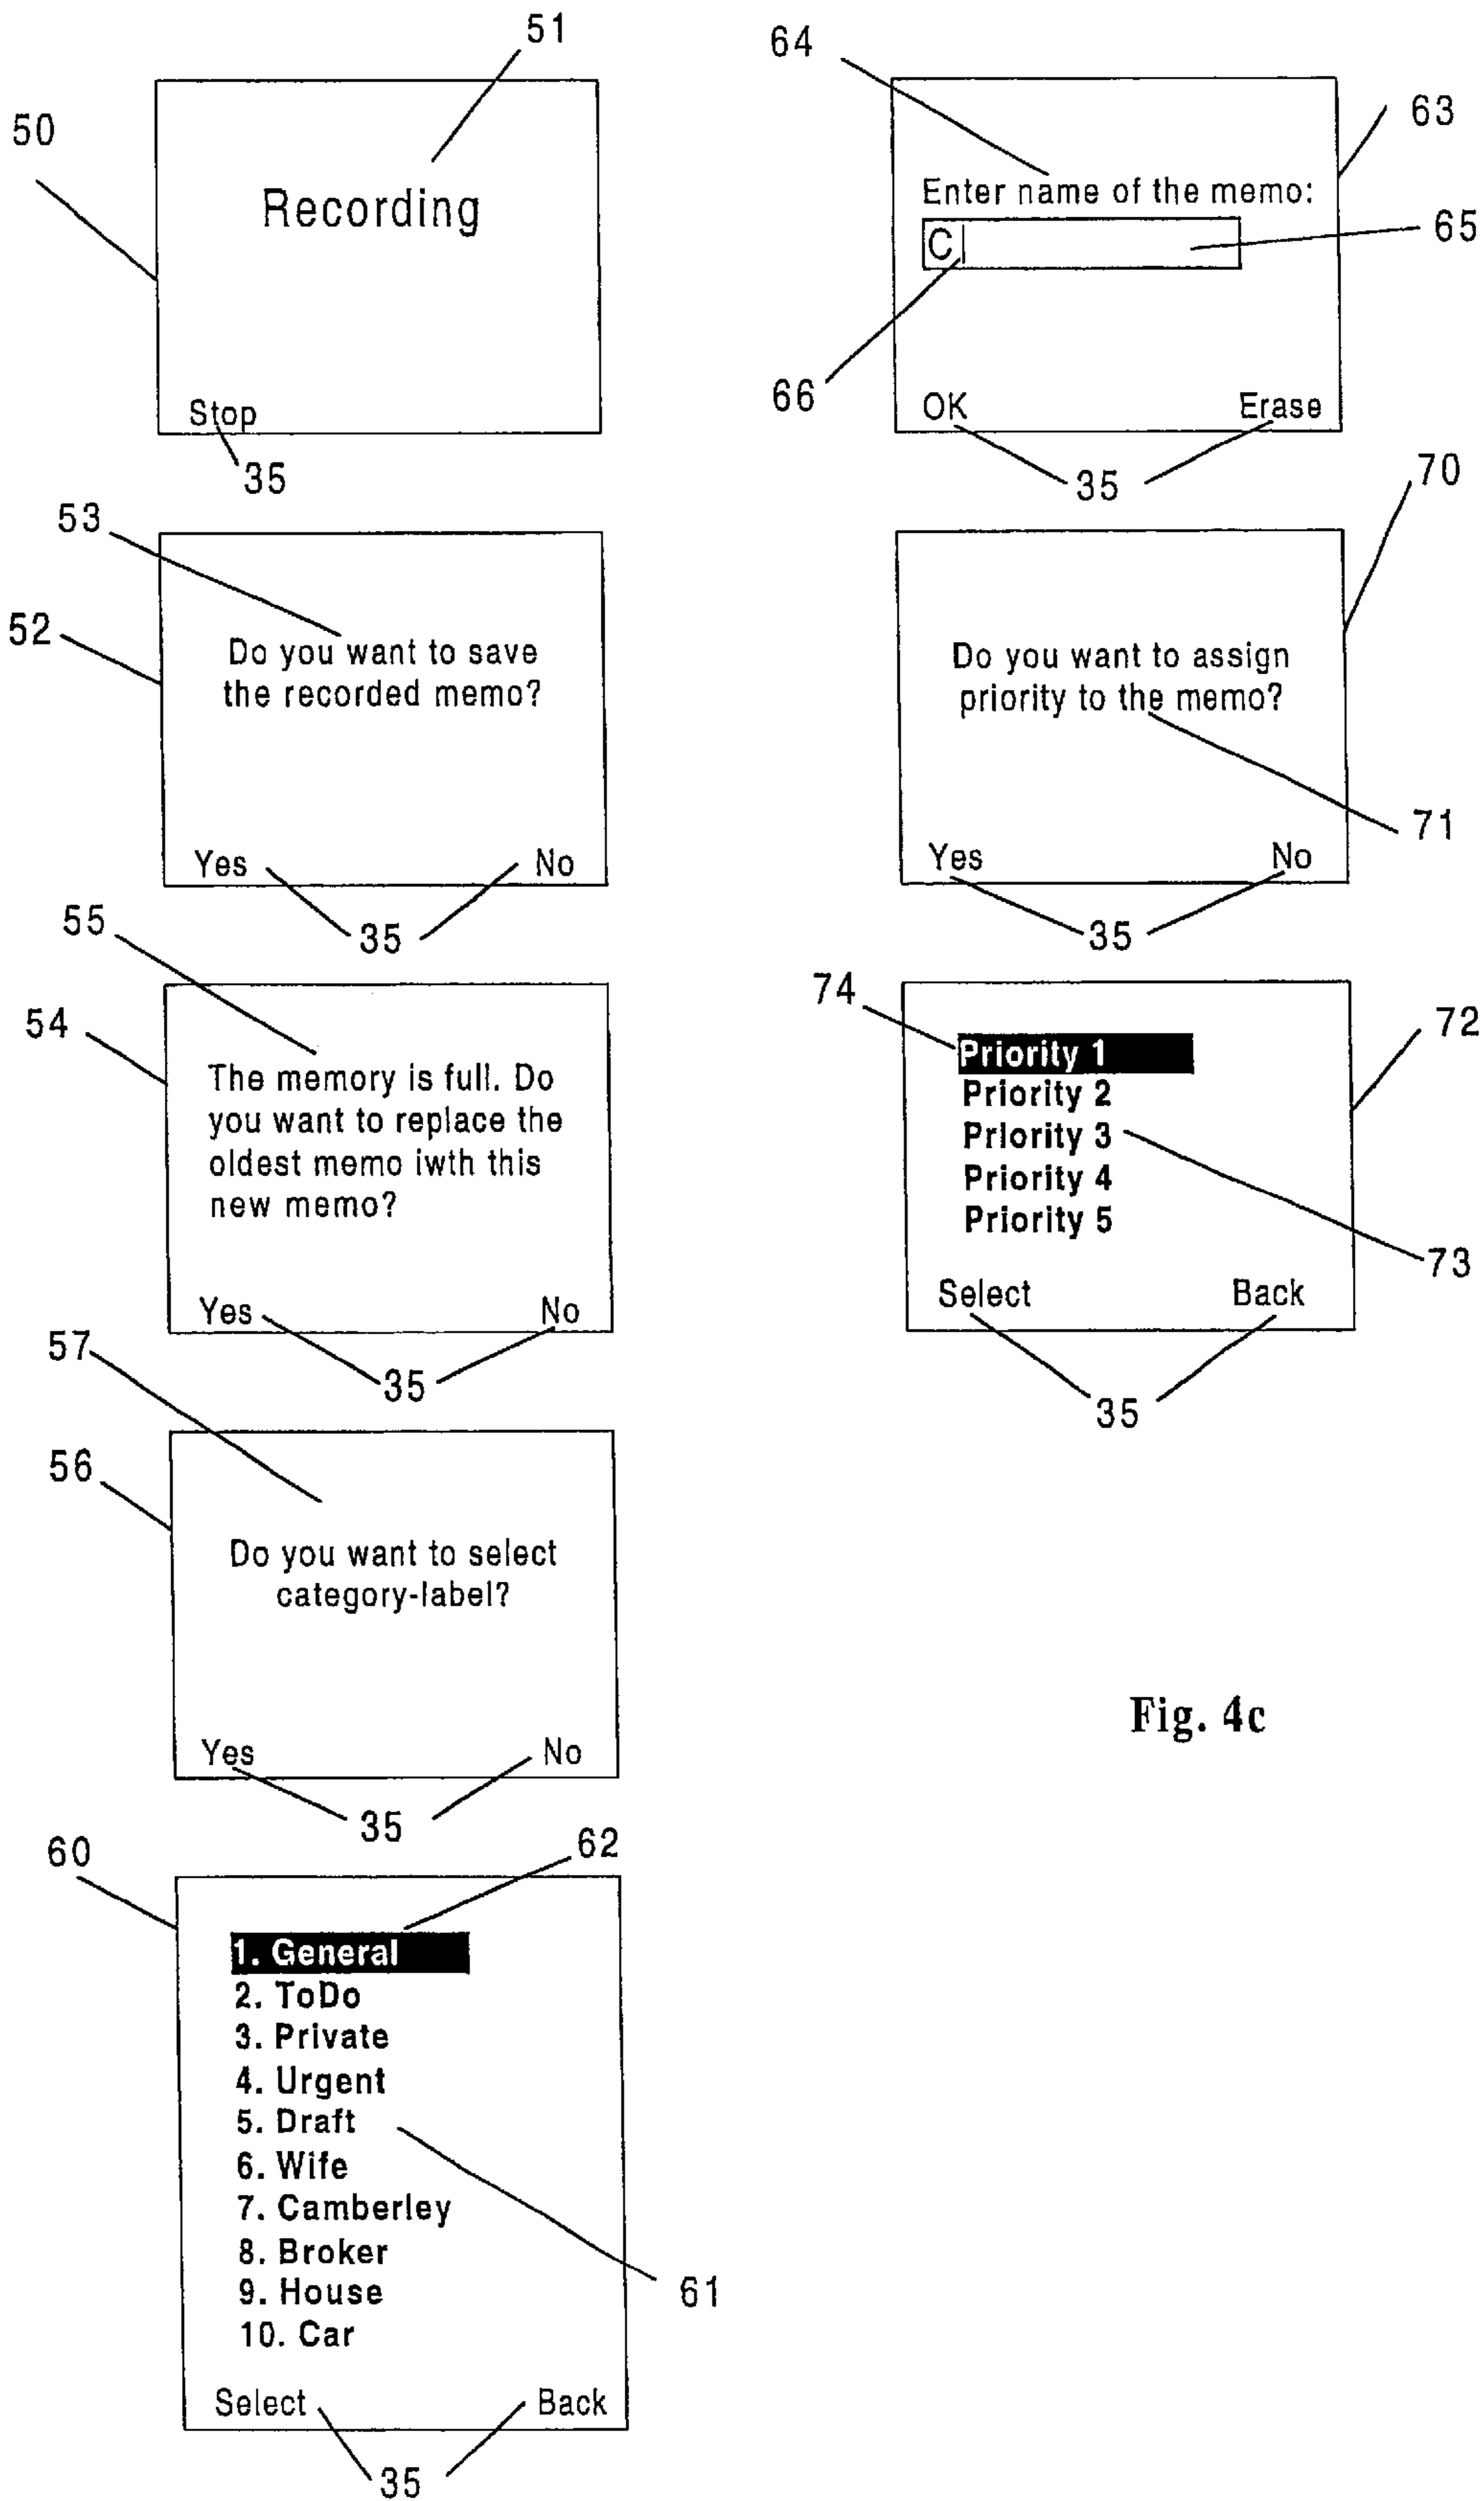 51
50
Recording
Stop
35
53
52
Do you want to save
the recorded memo?
Yes No
35
55
54
The memory is full. Do
you want to replace the
oldest memo iwth this
new memo?
Yes No
35
57
56
Do you want to select
category-label?
Yes No
35
60
62
1. General
2. ToDo
3. Private
4. Urgent
5. Draft
6. Wife
7. Camberley
8. Broker
9. House
10. Car
61
Select Back
35
64
63
Enter name of the memo:
65
C
66
OK Erase
35
70
Do you want to assign
priority to the memo?
71
Yes No
35
74
72
Priority 1
Priority 2
Priority 3
Priority 4
Priority 5
73
Select Back
35
Fig. 4c